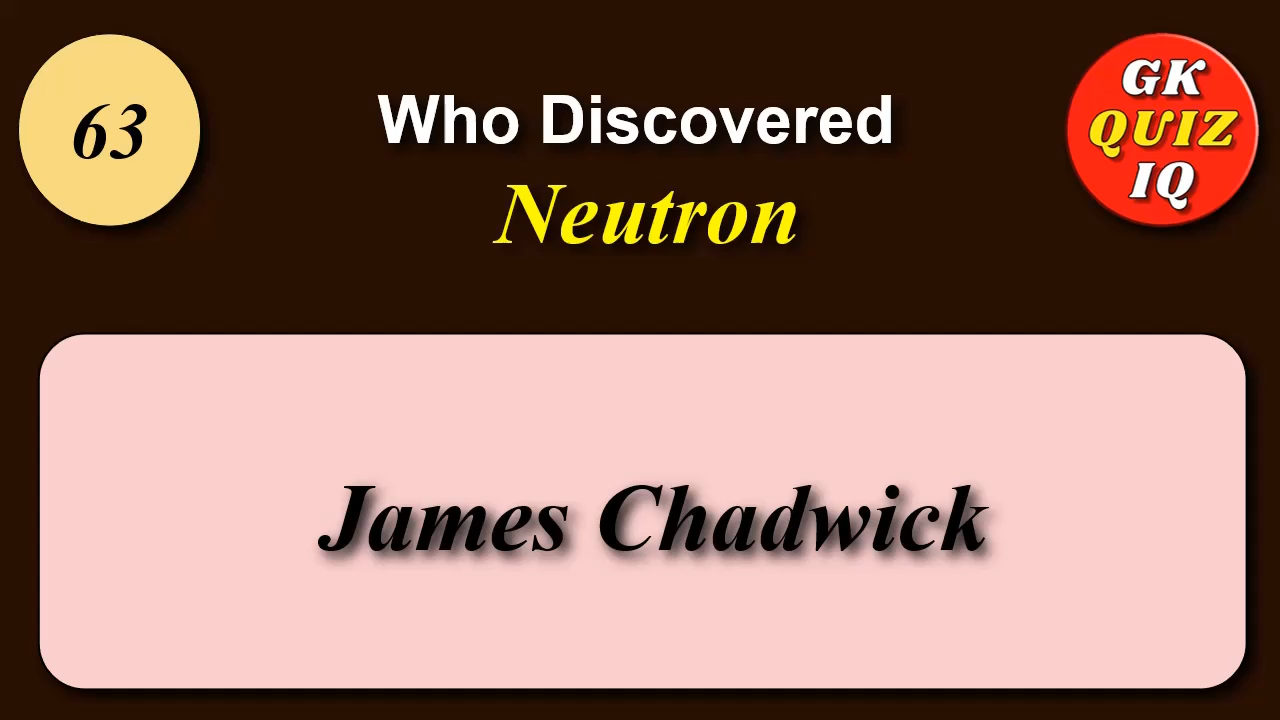 63
Who Discovered
Neutron
GK
QUIZ
IQ
James Chadwick